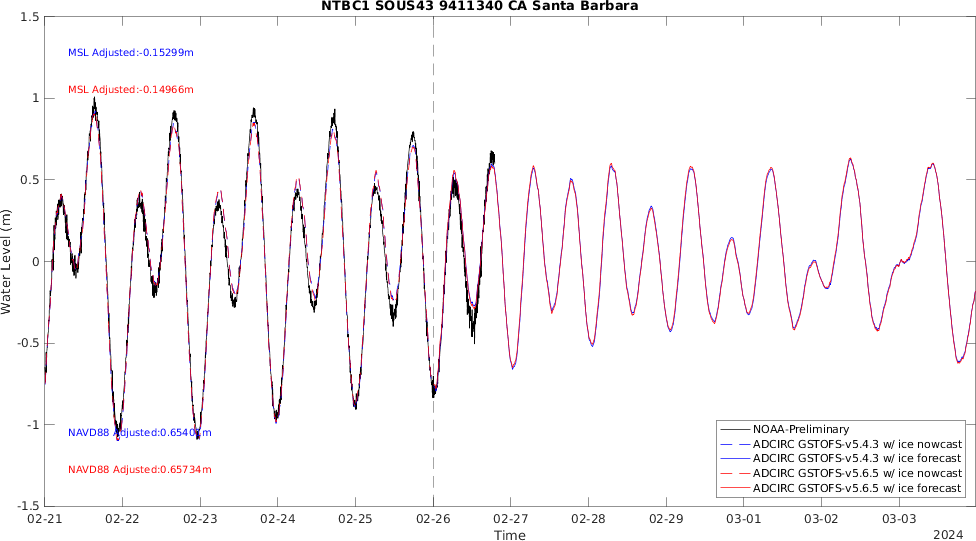 NTBC1 SOUS43 9411340 CA Santa Barbara
MSL Adjusted:-0.15299m
MSL Adjusted:-0.14966m
NAVD88 Adjusted:0.6540 m
NAVD88 Adjusted:0.65734m
1.5
1
0.5
0
-0.5
-1
-1.5
Water Level (m)
NOAA-Preliminary
ADCIRC GSTOFS-v5.4.3 w/ ice nowcast
ADCIRC GSTOFS-v5.4.3 w/ ice forecast
ADCIRC GSTOFS-v5.6.5 w/ ice nowcast
ADCIRC GSTOFS-v5.6.5 w/ ice forecast
02-21 02-22 02-23 02-24 02-25 02-26 02-27 02-28 02-29 03-01 03-02 03-03
Time
2024